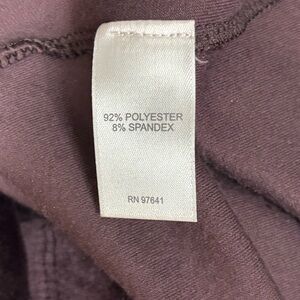 92% POLYESTER
8% SPANDEX
RN 97641